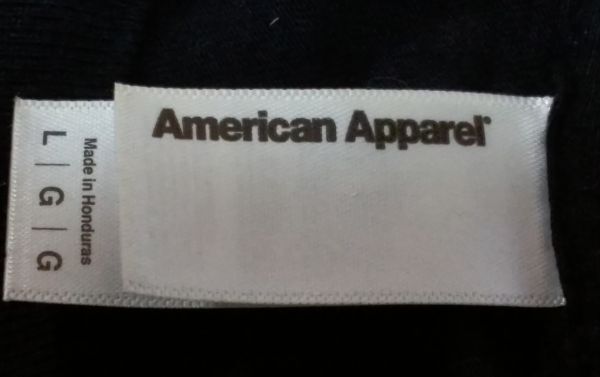 American Apparel
Made in Honduras
L | G | G